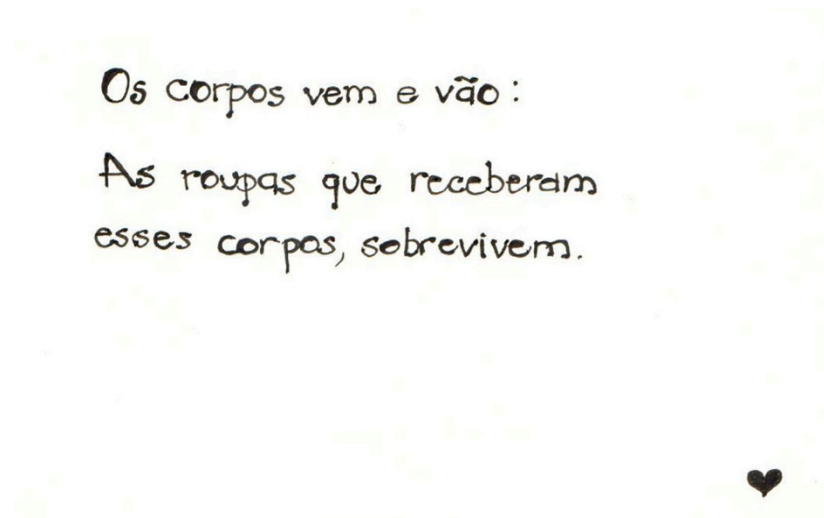 Os corpos vem e vão:
As roupas que receberam
esses corpos, sobrevivem.